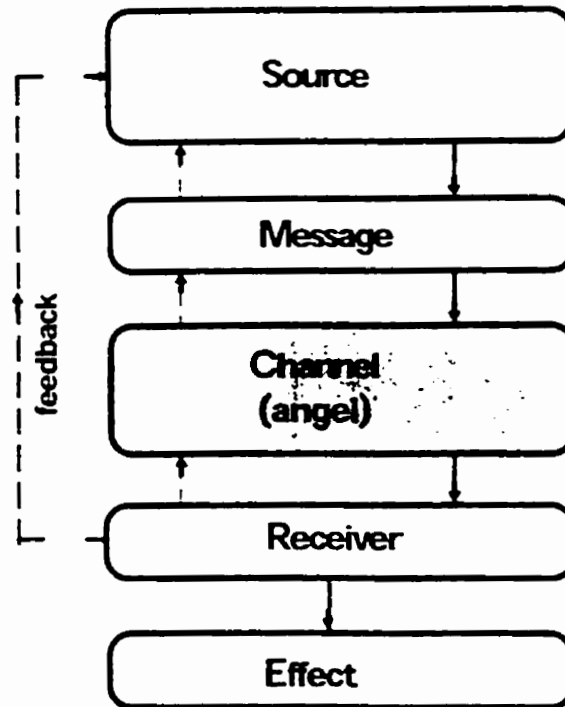 Source
Message
feedback
Channel
(angel)
Receiver
Effect